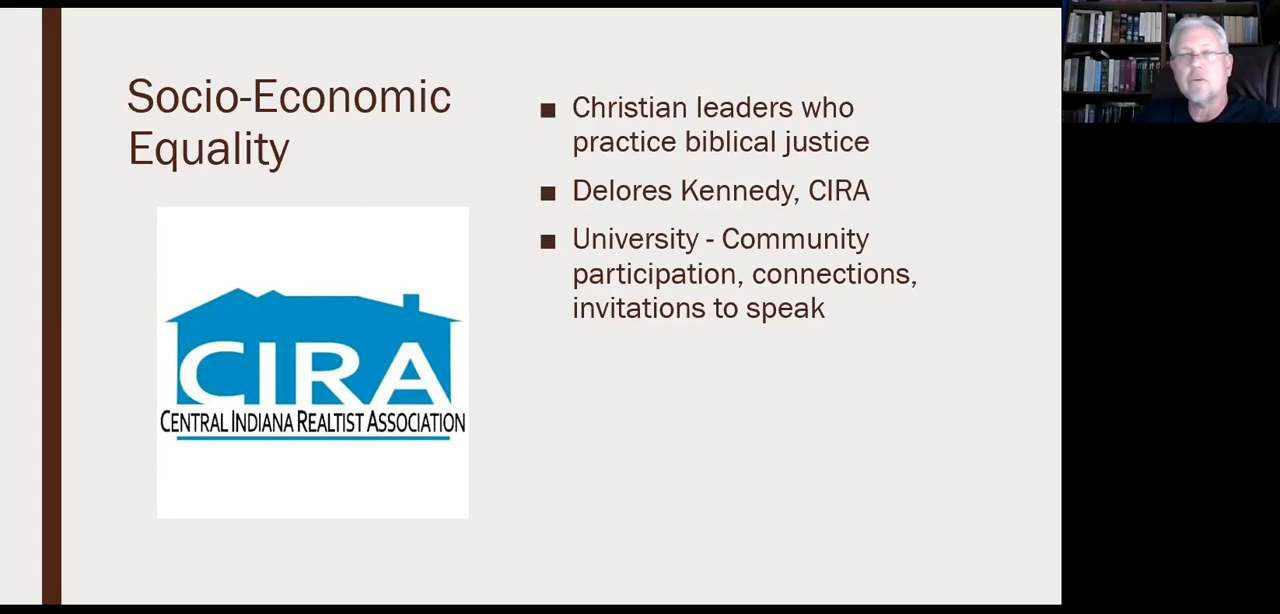 Socio-Economic
Equality
CIRA
CENTRAL INDIANA REALTIST ASSOCIATION
■ Christian leaders who
practice biblical justice
■ Delores Kennedy, CIRA
■ University - Community
participation, connections,
invitations to speak